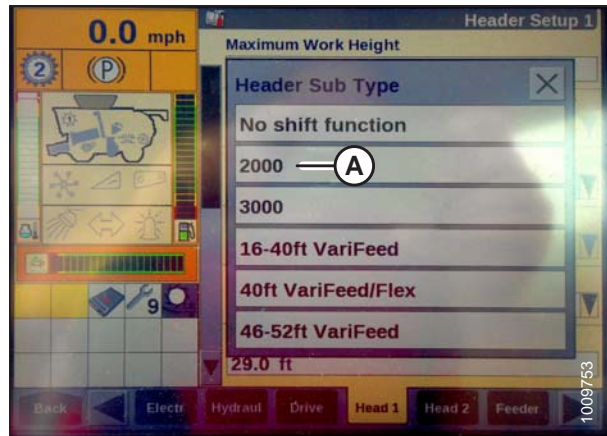 0.0 mph
Header Setup 1
2
(P)
Maximum Work Height
Header Sub Type
No shift function
2000
A
3000
16-40ft VariFeed
40ft VariFeed/Flex
46-52ft VariFeed
9
29.0 ft
Back
Electr
Hydraul
Drive
Head 1
Head 2
Feeder
1009753